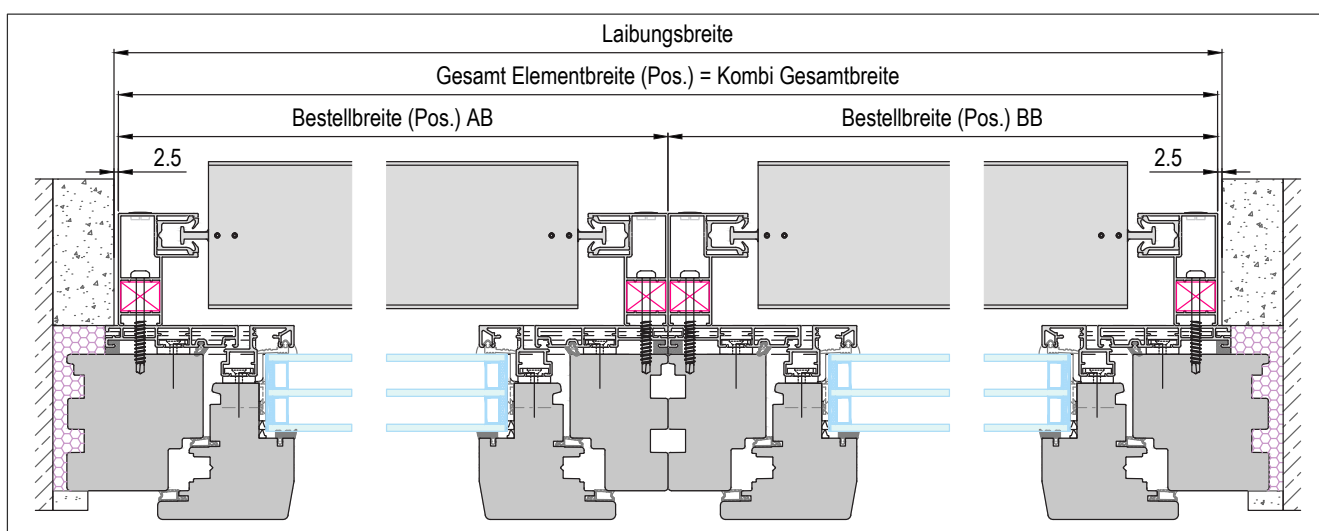 Laibungsbreite
Gesamt Elementbreite (Pos.) = Kombi Gesamtbreite
Bestellbreite (Pos.) AB
Bestellbreite (Pos.) BB
2.5
2.5